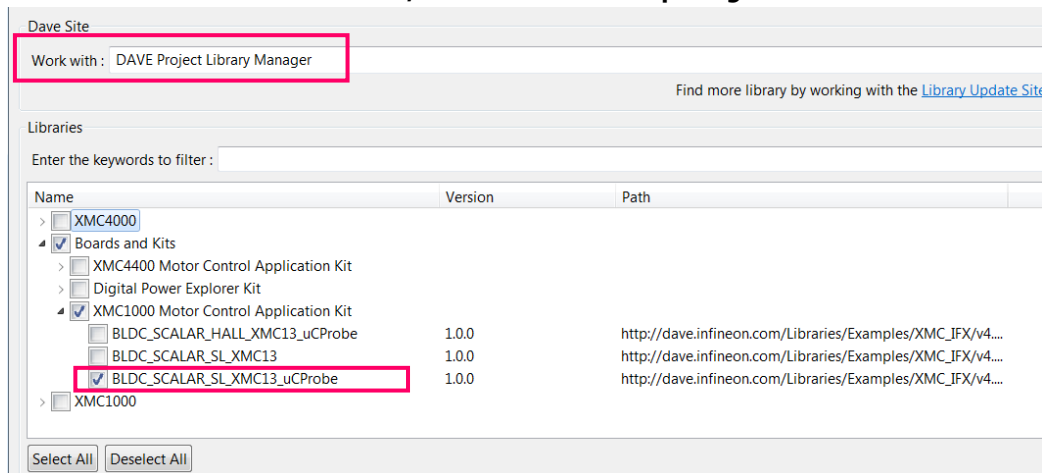 Dave Site
Work with : DAVE Project Library Manager
Find more library by working with the Library Update Site
Libraries
Enter the keywords to filter :
Name Version Path
XMC4000
Boards and Kits
XMC4400 Motor Control Application Kit
Digital Power Explorer Kit
XMC1000 Motor Control Application Kit
BLDC_SCALAR_HALL_XMC13_uCProbe 1.0.0 http://dave.infineon.com/Libraries/Examples/XMC_IFX/v4....
BLDC_SCALAR_SL_XMC13 1.0.0 http://dave.infineon.com/Libraries/Examples/XMC_IFX/v4....
BLDC_SCALAR_SL_XMC13_uCProbe 1.0.0 http://dave.infineon.com/Libraries/Examples/XMC_IFX/v4....
XMC1000
Select All Deselect All